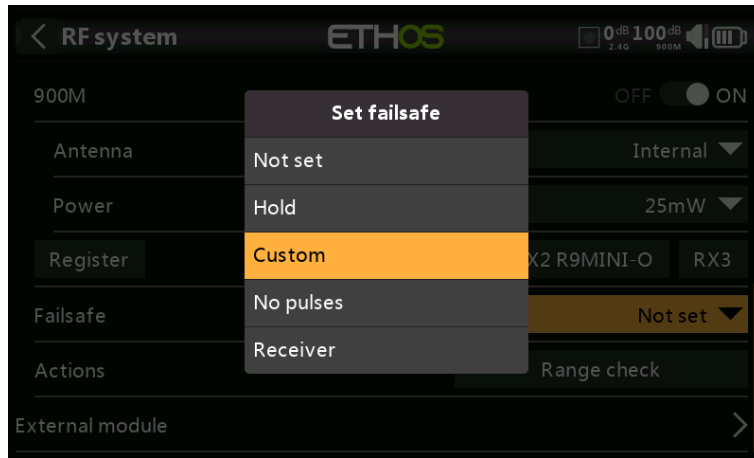 RF system ETHOS 0dB 2.4G 100dB 900M
900M OFF ON
Set failsafe
Antenna Internal
Not set
Power 25mW
Hold
Register X2 R9MINI-O RX3
Custom
No pulses
Failsafe Not set
Receiver
Actions Range check
External module